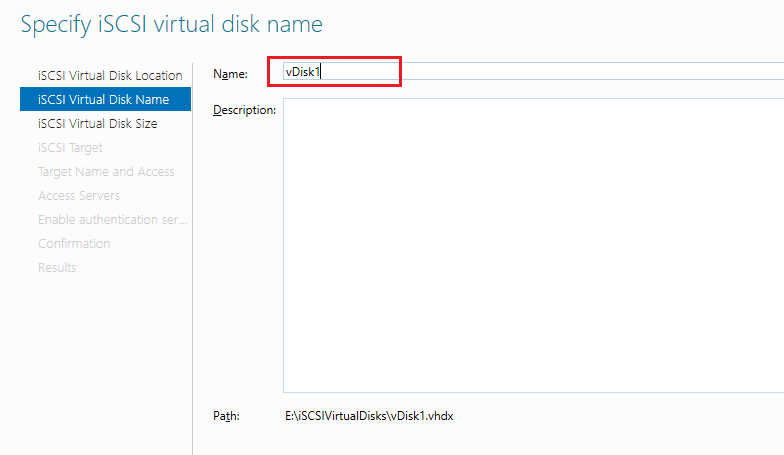 Specify iSCSI virtual disk name
iSCSI Virtual Disk Location
iSCSI Virtual Disk Name
iSCSI Virtual Disk Size
iSCSI Target
Target Name and Access
Access Servers
Enable authentication ser...
Confirmation
Results
Name: vDisk1
Description:
Path: E:\iSCSIVirtualDisks\vDisk1.vhdx